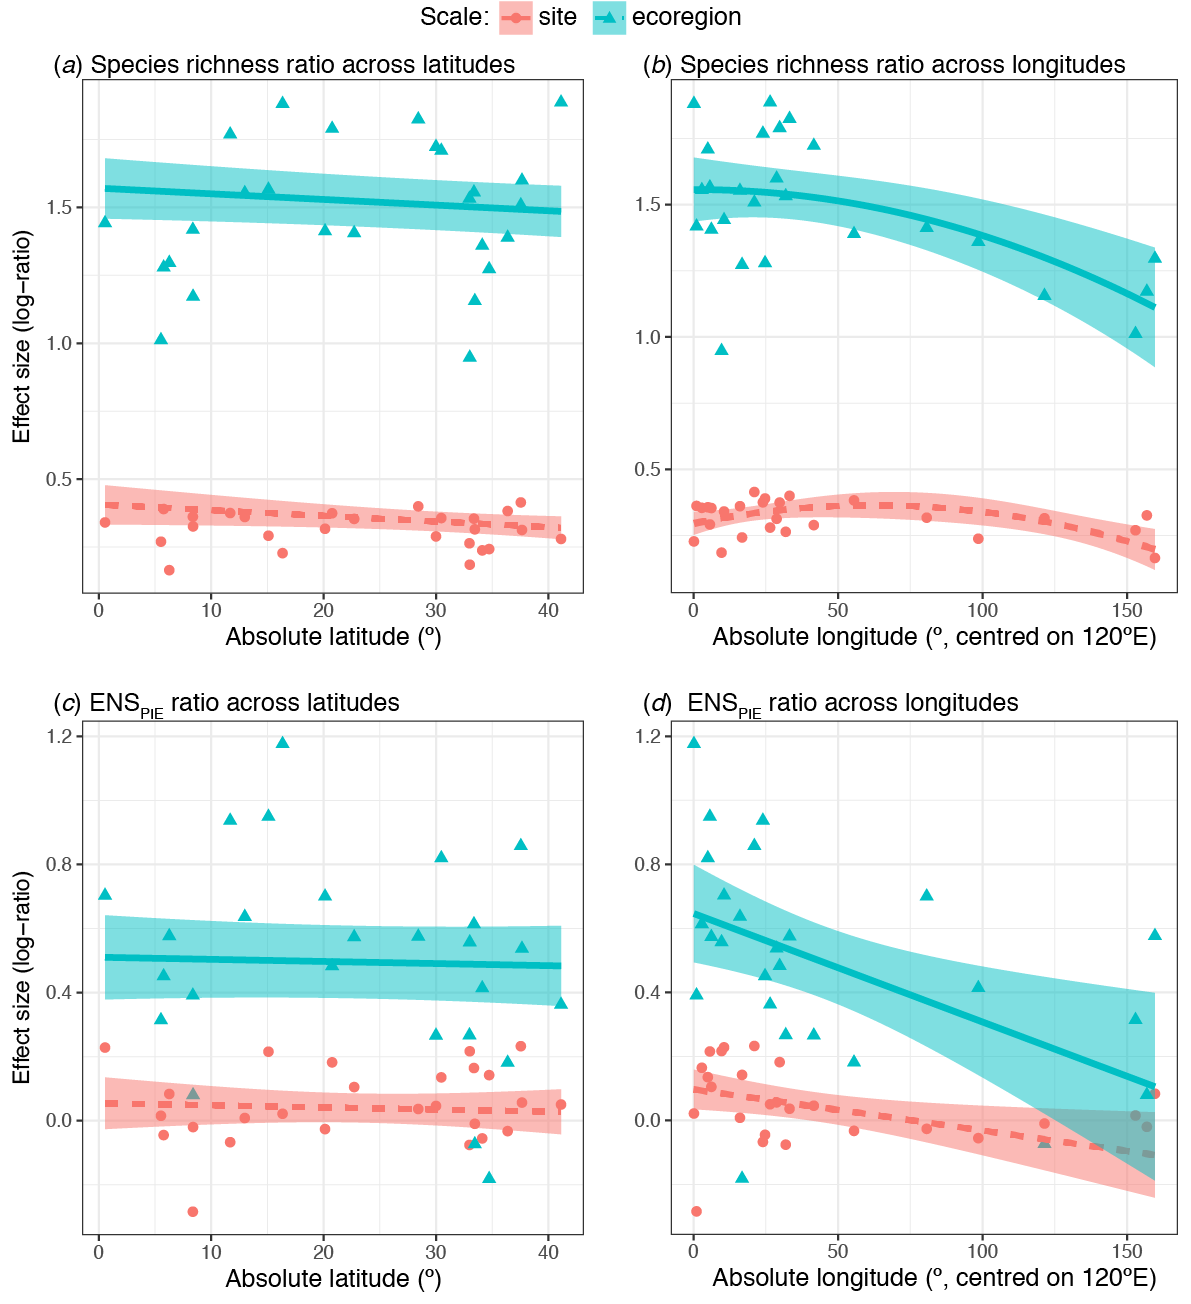 Scale: site ecoregion
(a) Species richness ratio across latitudes
(b) Species richness ratio across longitudes
Effect size (log−ratio)
1.5
1.0
0.5
0 10 20 30 40
Absolute latitude (º)
1.5
1.0
0.5
0 50 100 150
Absolute longitude (º, centred on 120ºE)
(c) ENSPIE ratio across latitudes
(d) ENSPIE ratio across longitudes
Effect size (log−ratio)
1.2
0.8
0.4
0.0
0 10 20 30 40
Absolute latitude (º)
1.2
0.8
0.4
0.0
0 50 100 150
Absolute longitude (º, centred on 120ºE)